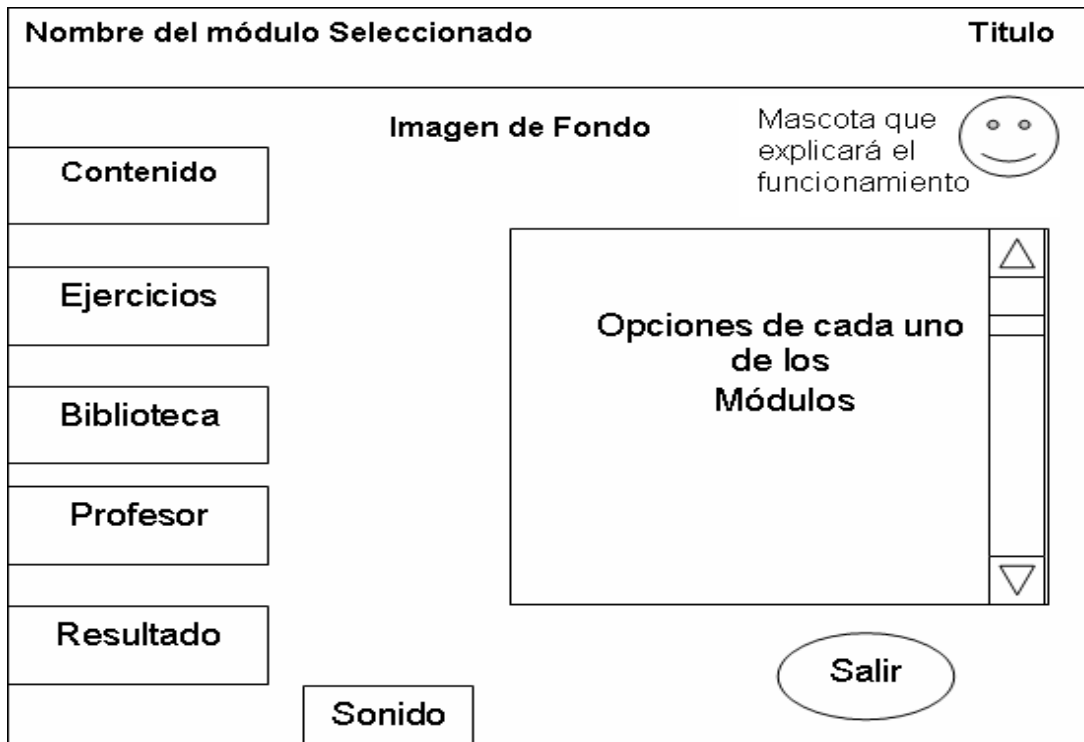 Nombre del módulo Seleccionado
Titulo
Imagen de Fondo
Mascota que
explicará el
funcionamiento
Contenido
Ejercicios
Biblioteca
Profesor
Resultado
Opciones de cada uno
de los
Módulos
Salir
Sonido